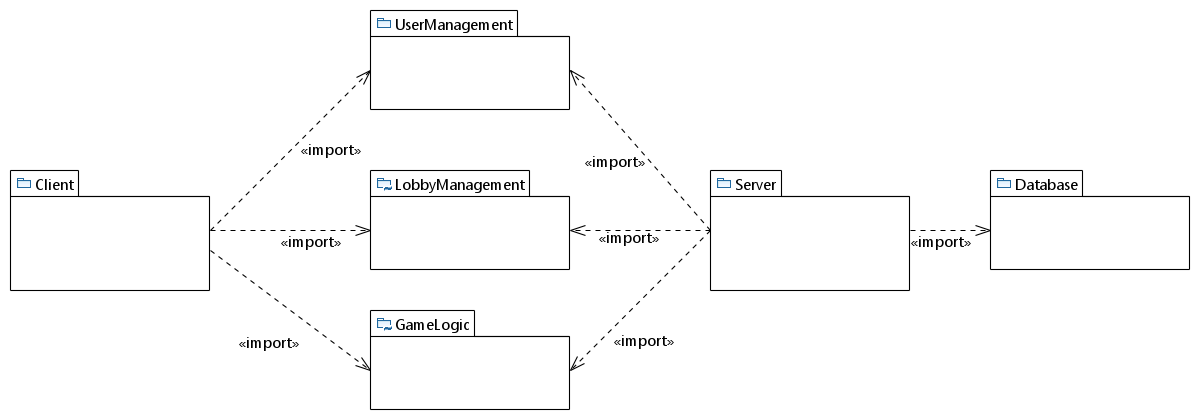 UserManagement
«import»
«import»
Client
LobbyManagement
Server
Database
«import»
«import»
«import»
GameLogic
«import»
«import»